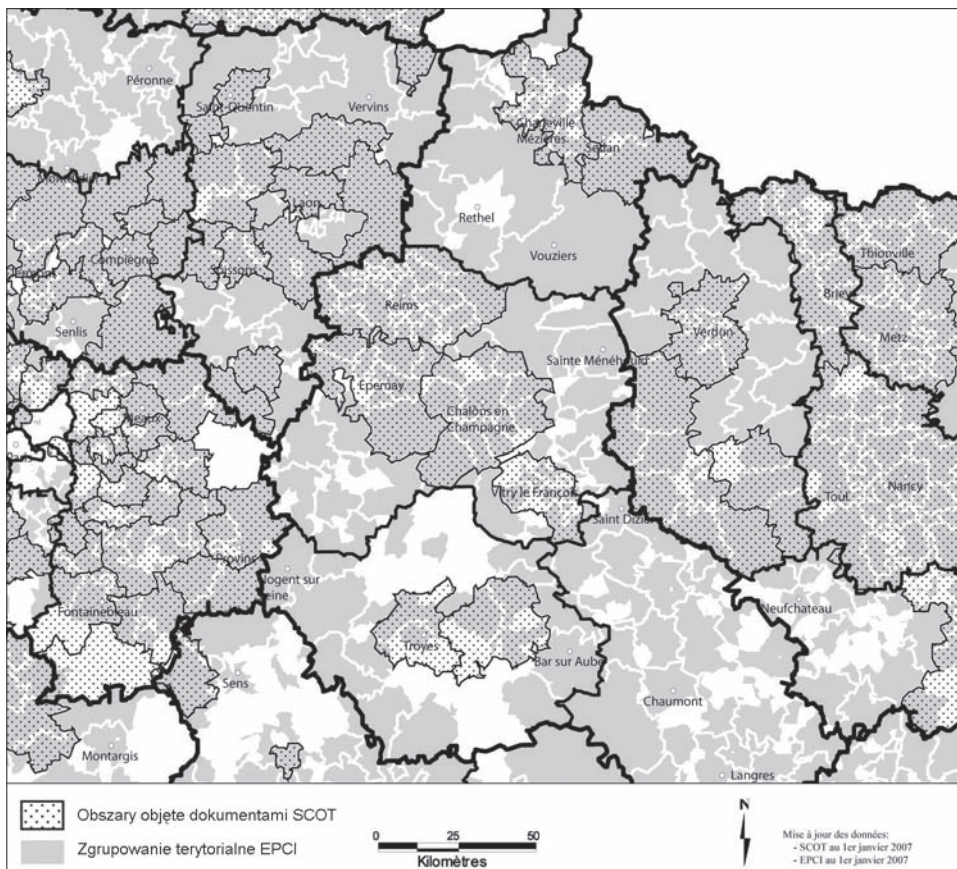 Péronne
Saint-Quentin
Vervins
Charleville
Mézières
Sedan
Laon
Rethel
Compiègne
Soissons
Vouziers
Thionville
Briey
Reims
Senlis
Verdun
Metz
Sainte Ménéhould
Epernay
Meaux
Châlons en
Champagne
Vitry le François
Toul
Nancy
Saint Dizier
Provins
Nogent sur
Seine
Fontainebleau
Neufchateau
Troyes
Bar sur Aube
Sens
Chaumont
Montargis
Langres
Obszary objęte dokumentami SCOT
Zgrupowanie terytorialne EPCI
0 25 50
Kilomètres
N
Mise à jour des données:
- SCOT au 1er janvier 2007
- EPCI au 1er janvier 2007